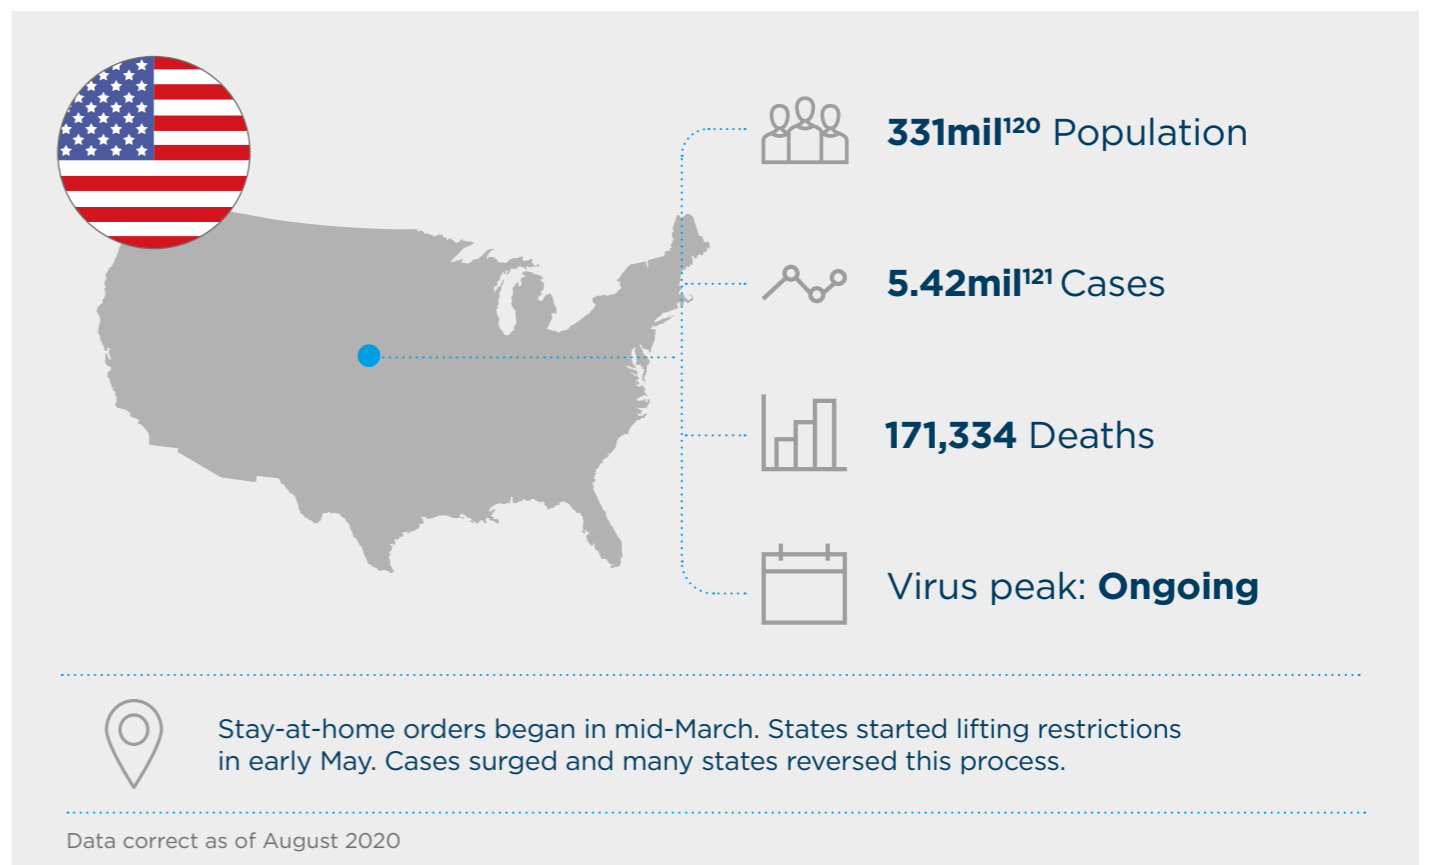 331mil¹²⁰ Population
5.42mil¹²¹ Cases
171,334 Deaths
Virus peak: Ongoing
Stay-at-home orders began in mid-March. States started lifting restrictions
in early May. Cases surged and many states reversed this process.
Data correct as of August 2020